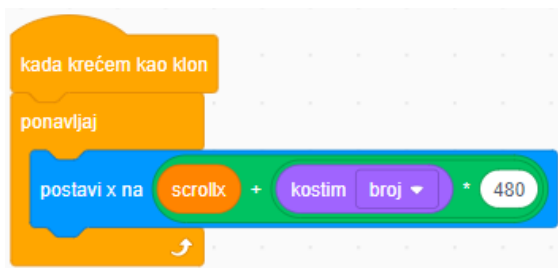 kada krećem kao klon
ponavljaj
postavi x na scrollx + kostim broj * 480